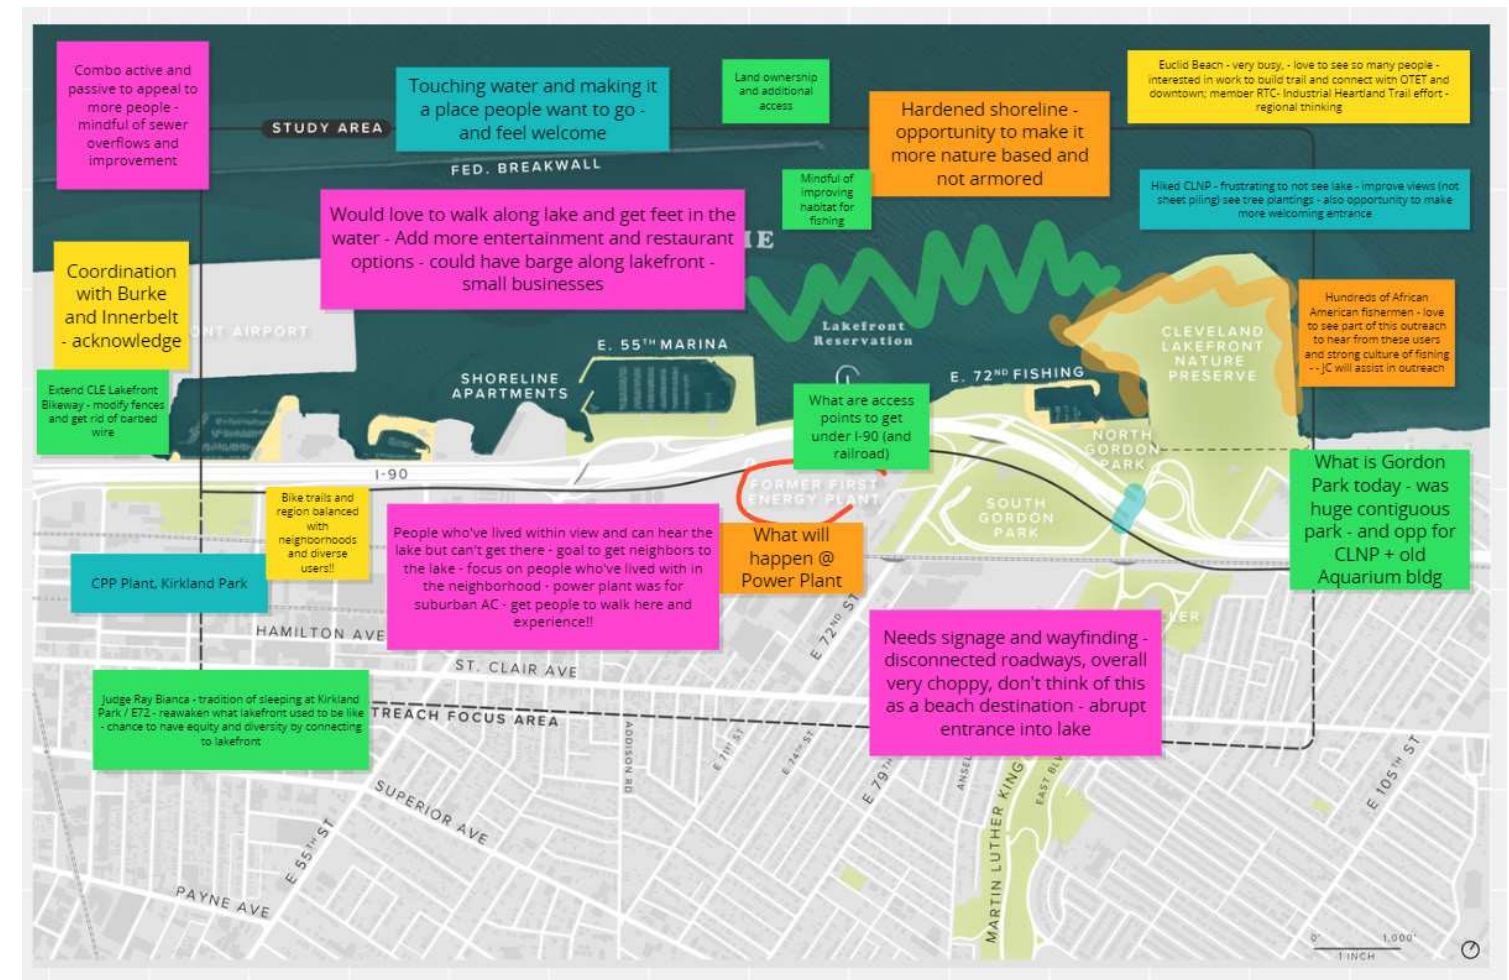 Combo active and
passive to appeal to
more people -
mindful of sewer
overflows and
improvement
STUDY AREA
Touching water and making it
a place people want to go -
and feel welcome
FED. BREAKWALL
Land ownership
and additional
access
Hardened shoreline -
opportunity to make it
more nature based and
not armored
Euclid Beach - very busy, - love to see so many people -
interested in work to build trail and connect with OTET and
downtown; member RTC- Industrial Heartland Trail effort -
regional thinking
Mindful of
improving
habitat for
fishing
Hiked CLNP - frustrating to not see lake - improve views (not
sheet piling) see tree plantings - also opportunity to make
more welcoming entrance
Would love to walk along lake and get feet in the
water - Add more entertainment and restaurant
options - could have barge along lakefront -
small businesses
IE
Coordination
with Burke
and Innerbelt
- acknowledge
ONT AIRPORT
Extend CLE Lakefront
Bikeway - modify fences
and get rid of barbed
wire
SHORELINE
APARTMENTS
E. 55TH MARINA
Lakefront
Reservation
E. 72ND FISHING
CLEVELAND
LAKEFRONT
NATURE
PRESERVE
Hundreds of African
American fishermen - love
to see part of this outreach
to hear from these users
and strong culture of fishing
- - JC will assist in outreach
What are access
points to get
under I-90 (and
railroad)
NORTH
GORDON
PARK
I-90
FORMER FIRST
ENERGY PLANT
SOUTH
GORDON
PARK
What is Gordon
Park today - was
huge contiguous
park - and opp for
CLNP + old
Aquarium bldg
Bike trails and
region balanced
with
neighborhoods
and diverse
users!!
People who've lived within view and can hear the
lake but can't get there - goal to get neighbors to
the lake - focus on people who've lived with in
the neighborhood - power plant was for
suburban AC - get people to walk here and
experience!!
What will
happen @
Power Plant
CPP Plant, Kirkland Park
HAMILTON AVE
ST. CLAIR AVE
E 72ND ST
LER
Needs signage and wayfinding -
disconnected roadways, overall
very choppy, don't think of this
as a beach destination - abrupt
entrance into lake
Judge Ray Bianca - tradition of sleeping at Kirkland
Park / E72 - reawaken what lakefront used to be like
- chance to have equity and diversity by connecting
to lakefront
TREACH FOCUS AREA
ADDISON RD
E 71ST ST
E 74TH ST
E 79TH
ANSEL
EAST BLV
MARTIN LUTHER KING
E 105TH ST
SUPERIOR AVE
E 55TH ST
PAYNE AVE
0' 1,000'
1 INCH